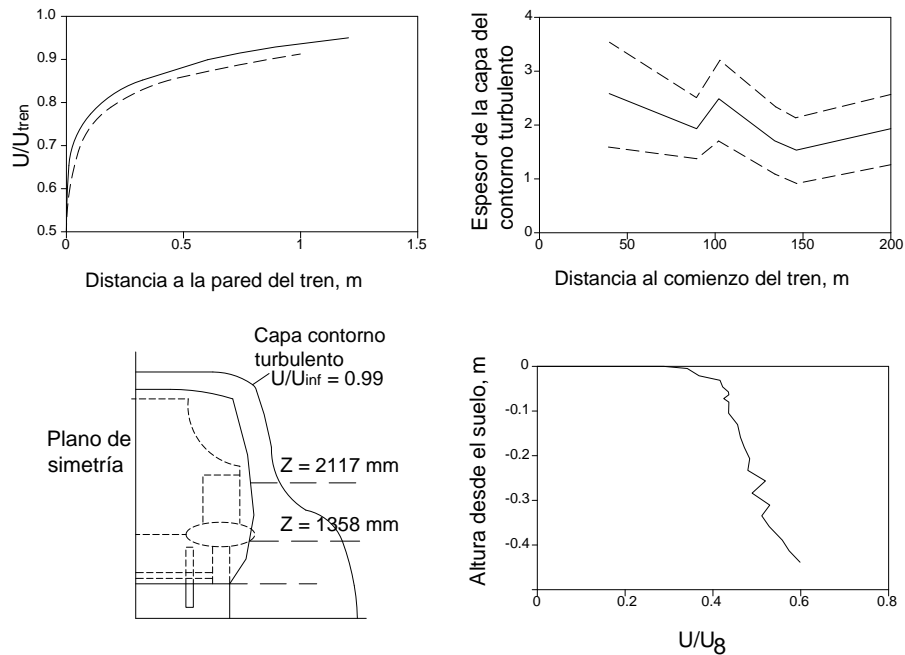 1.0
0.9
0.8
0.7
0.6
0.5
0
0.5
1
1.5
U/Utren
Distancia a la pared del tren, m
4
3
2
1
0
0
50
100
150
200
Espesor de la capa del
contorno turbulento
Distancia al comienzo del tren, m
Capa contorno
turbulento
U/Uinf = 0.99
Plano de
simetría
Z = 2117 mm
Z = 1358 mm
0
-0.1
-0.2
-0.3
-0.4
0
0.2
0.4
0.6
0.8
Altura desde el suelo, m
U/U8